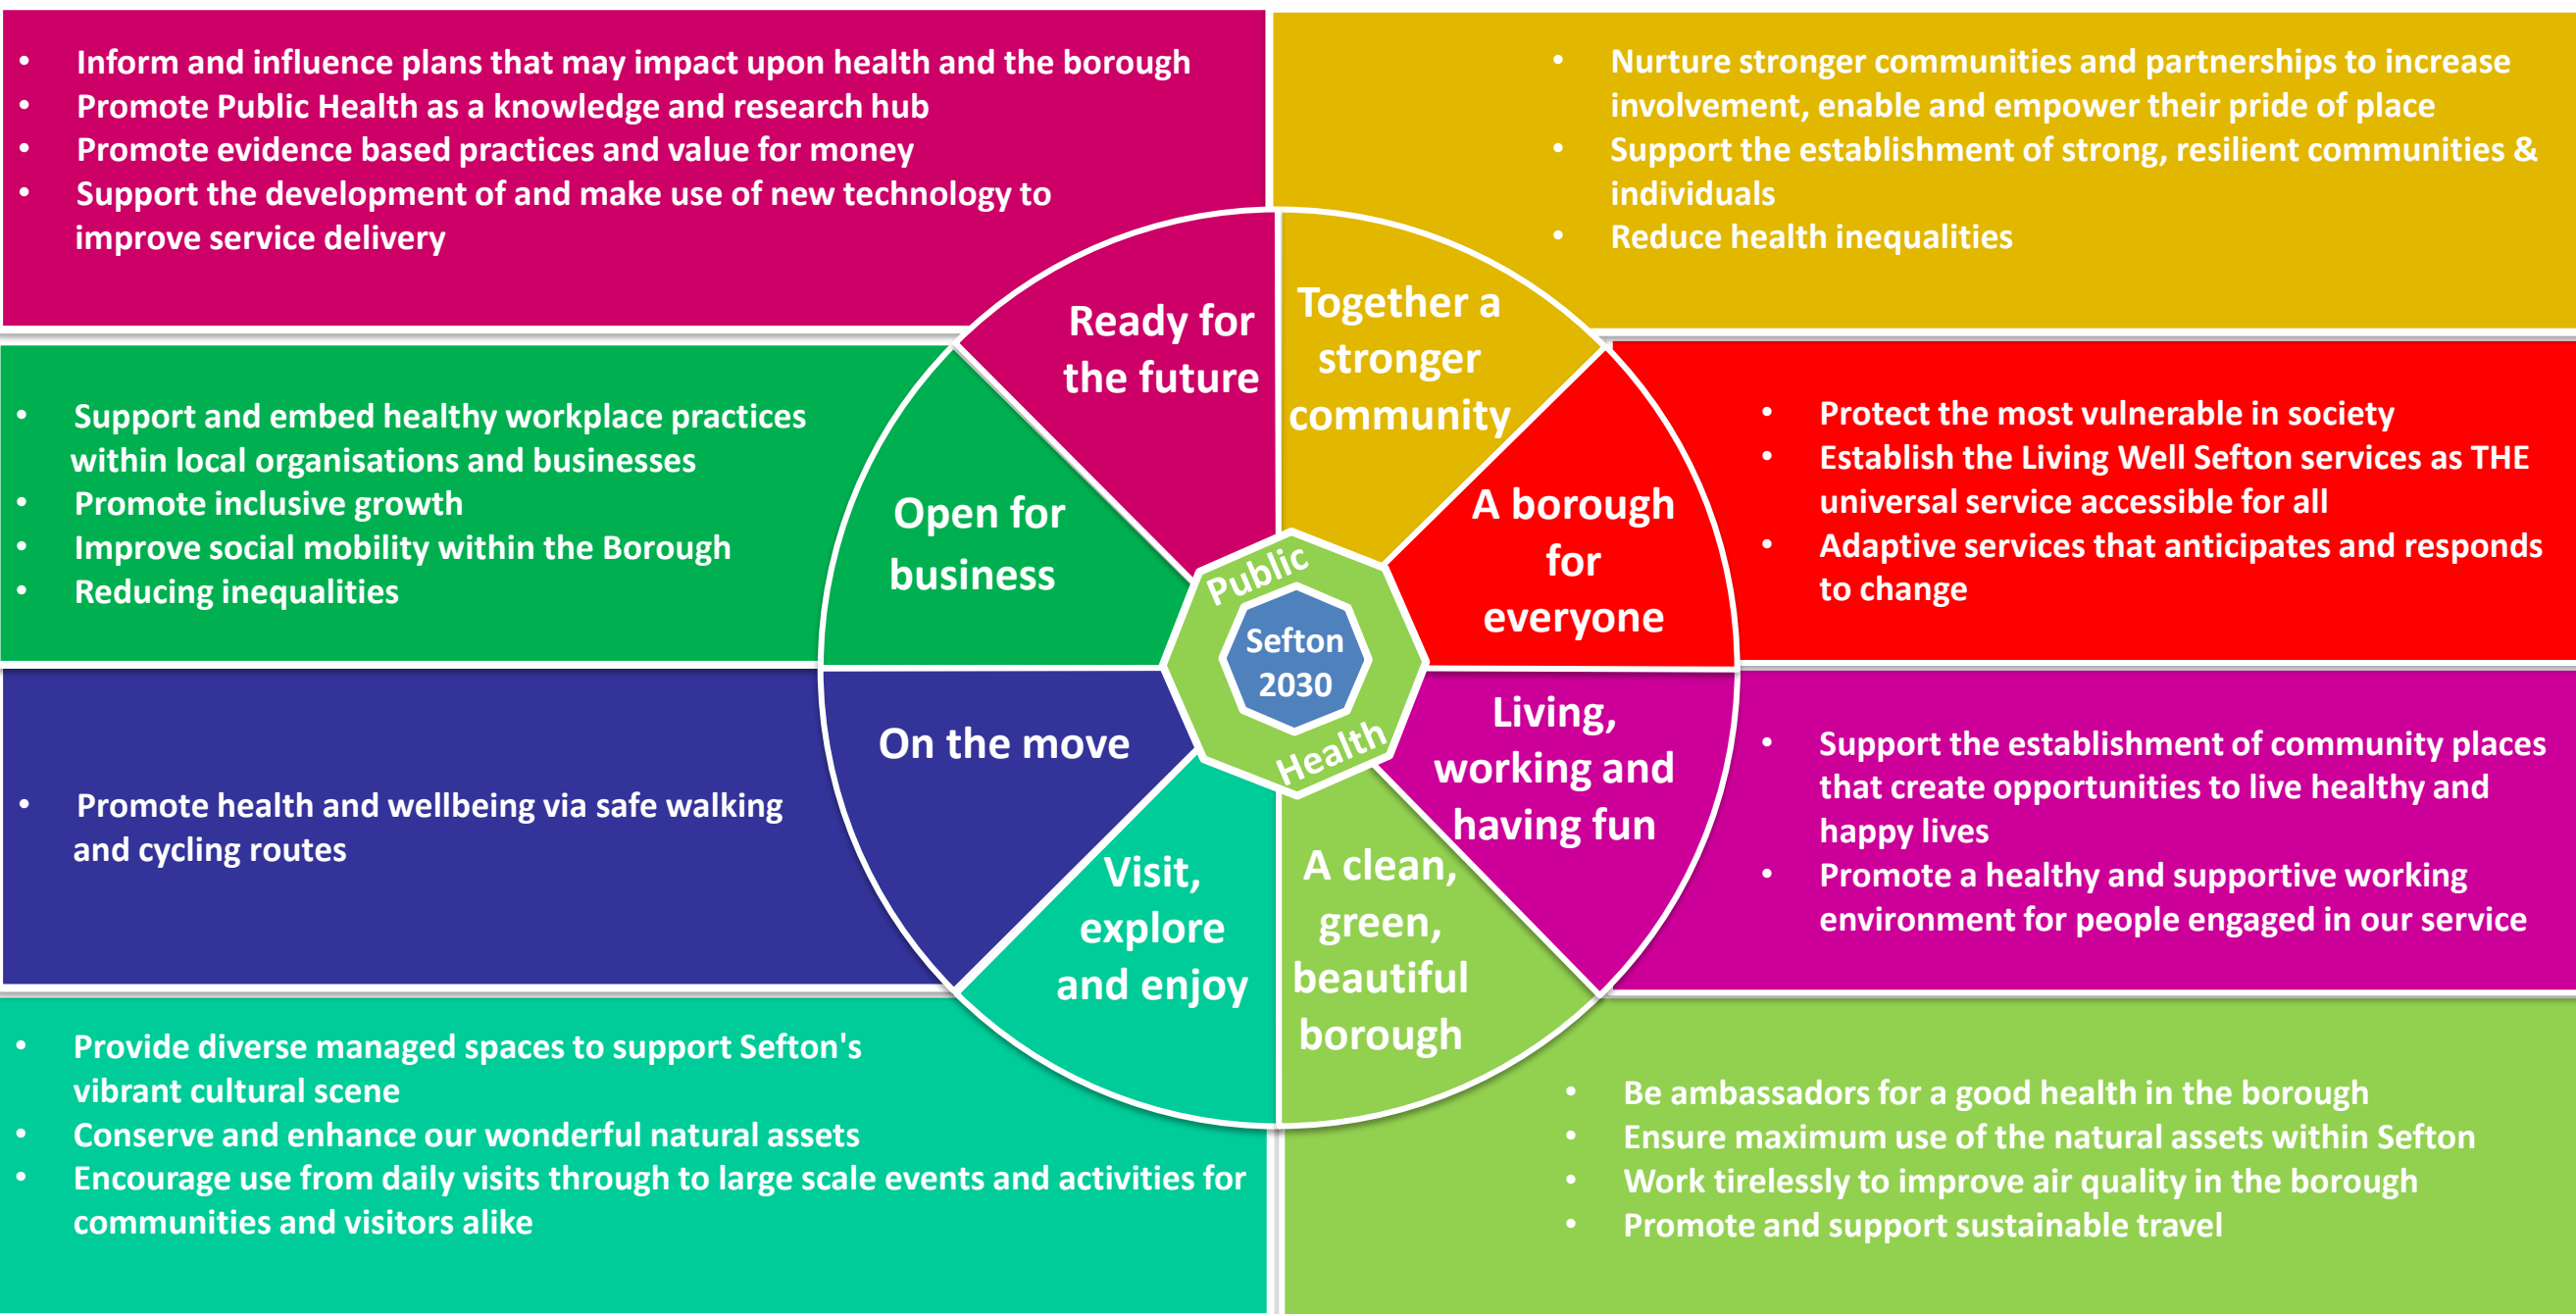 • Inform and influence plans that may impact upon health and the borough
• Promote Public Health as a knowledge and research hub
• Promote evidence based practices and value for money
• Support the development of and make use of new technology to
improve service delivery
• Nurture stronger communities and partnerships to increase
involvement, enable and empower their pride of place
• Support the establishment of strong, resilient communities &
individuals
• Reduce health inequalities
Ready for
the future
Together a
stronger
community
• Support and embed healthy workplace practices
within local organisations and businesses
• Promote inclusive growth
• Improve social mobility within the Borough
• Reducing inequalities
Open for
business
A borough
for
everyone
• Protect the most vulnerable in society
• Establish the Living Well Sefton services as THE
universal service accessible for all
• Adaptive services that anticipates and responds
to change
Public
Sefton
2030
Health
• Promote health and wellbeing via safe walking
and cycling routes
On the move
Living,
working and
having fun
• Support the establishment of community places
that create opportunities to live healthy and
happy lives
• Promote a healthy and supportive working
environment for people engaged in our service
Visit,
explore
and enjoy
A clean,
green,
beautiful
borough
• Provide diverse managed spaces to support Sefton's
vibrant cultural scene
• Conserve and enhance our wonderful natural assets
• Encourage use from daily visits through to large scale events and activities for
communities and visitors alike
• Be ambassadors for a good health in the borough
• Ensure maximum use of the natural assets within Sefton
• Work tirelessly to improve air quality in the borough
• Promote and support sustainable travel